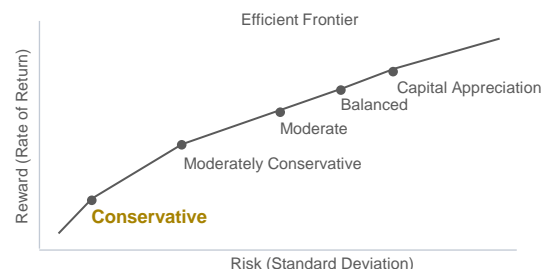 Efficient Frontier
Reward (Rate of Return)
Capital Appreciation
Balanced
Moderate
Moderately Conservative
Conservative
Risk (Standard Deviation)